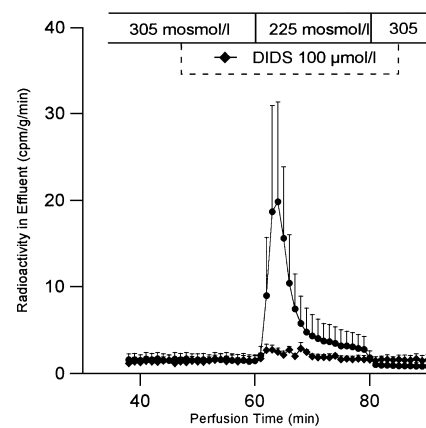 305 mosmol/l 225 mosmol/l 305
DIDS 100 µmol/l
40
30
20
10
0
40 60 80
Radioactivity in Effluent (cpm/g/min)
Perfusion Time (min)